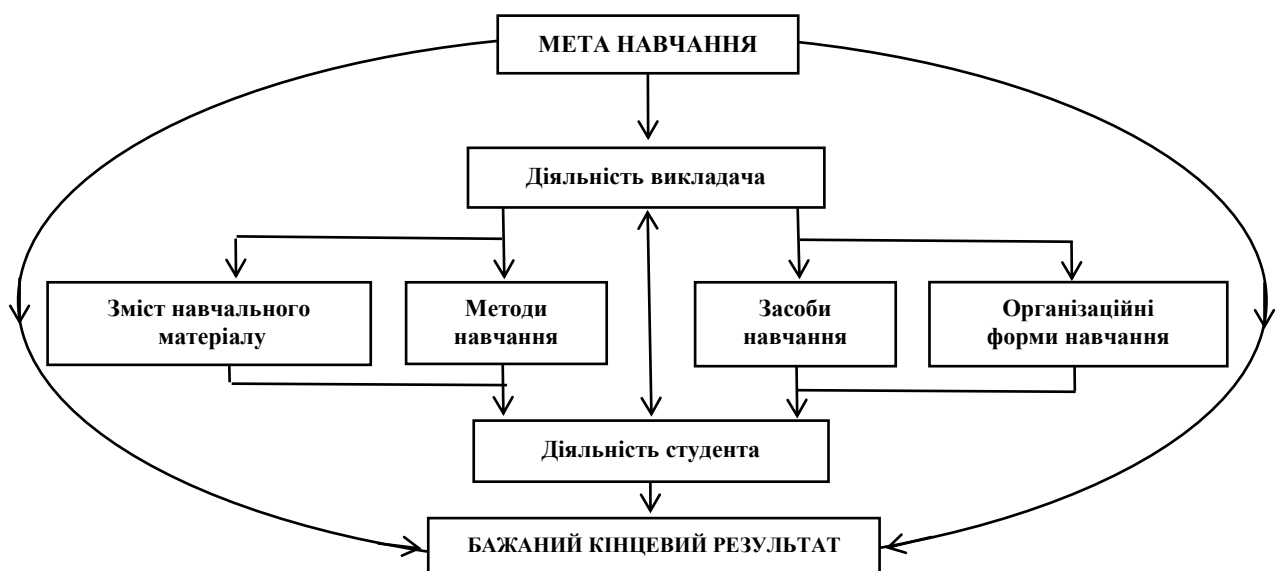 МЕТА НАВЧАННЯ
Діяльність викладача
Зміст навчального
матеріалу
Методи
навчання
Засоби
навчання
Організаційні
форми навчання
Діяльність студента
БАЖАНИЙ КІНЦЕВИЙ РЕЗУЛЬТАТ